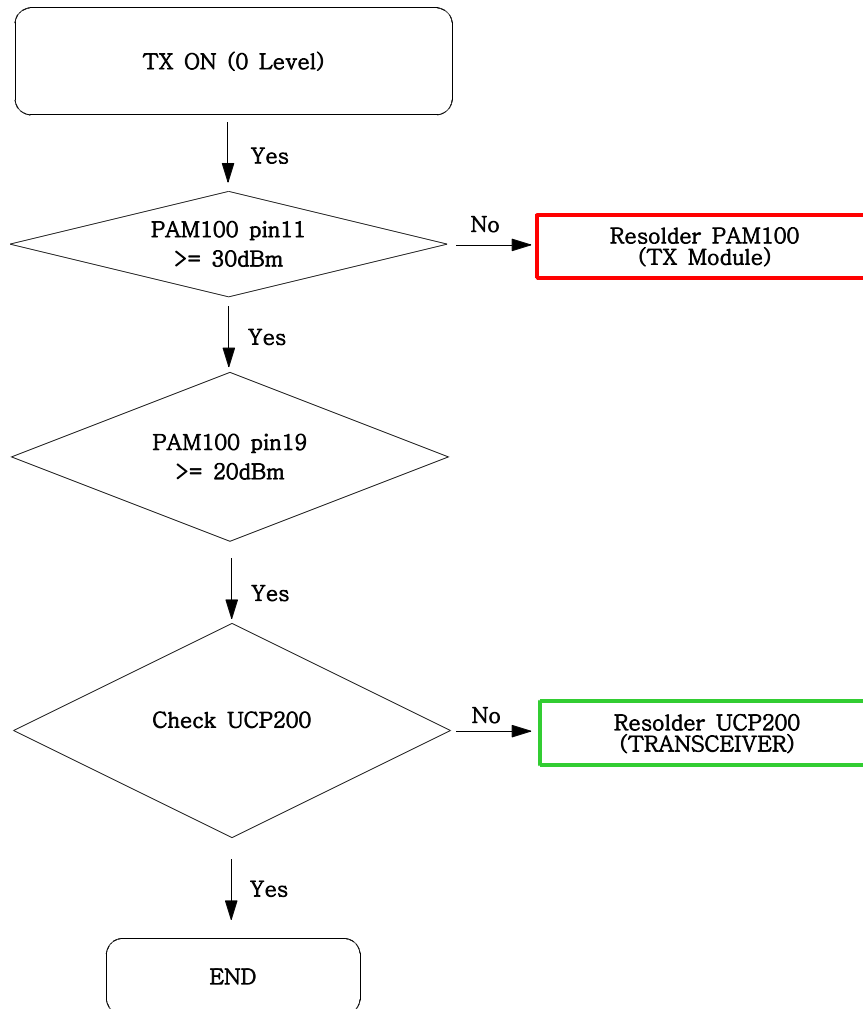 TX ON (0 Level)
Yes
PAM100 pin11
>= 30dBm
No
Resolder PAM100
(TX Module)
Yes
PAM100 pin19
>= 20dBm
Yes
Check UCP200
No
Resolder UCP200
(TRANSCEIVER)
Yes
END